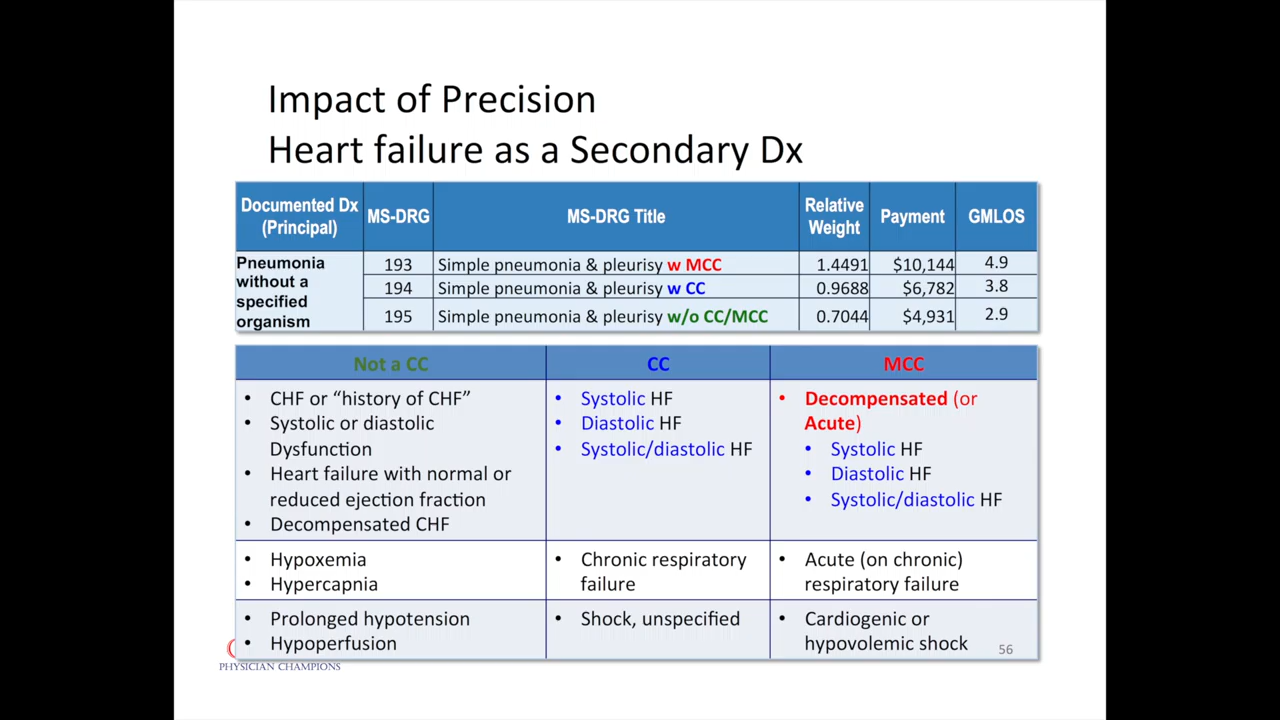 Impact of Precision
Heart failure as a Secondary Dx
Documented Dx (Principal) MS-DRG MS-DRG Title Relative Weight Payment GMLOS
Pneumonia without a specified organism
193 Simple pneumonia & pleurisy w MCC 1.4491 $10,144 4.9
194 Simple pneumonia & pleurisy w CC 0.9688 $6,782 3.8
195 Simple pneumonia & pleurisy w/o CC/MCC 0.7044 $4,931 2.9
Not a CC CC MCC
• CHF or “history of CHF”
• Systolic or diastolic
Dysfunction
• Heart failure with normal or
reduced ejection fraction
• Decompensated CHF
• Systolic HF
• Diastolic HF
• Systolic/diastolic HF
• Decompensated (or
Acute)
• Systolic HF
• Diastolic HF
• Systolic/diastolic HF
• Hypoxemia
• Hypercapnia
• Chronic respiratory
failure
• Acute (on chronic)
respiratory failure
• Prolonged hypotension
• Hypoperfusion
• Shock, unspecified
• Cardiogenic or
hypovolemic shock
56
PHYSICIAN CHAMPIONS